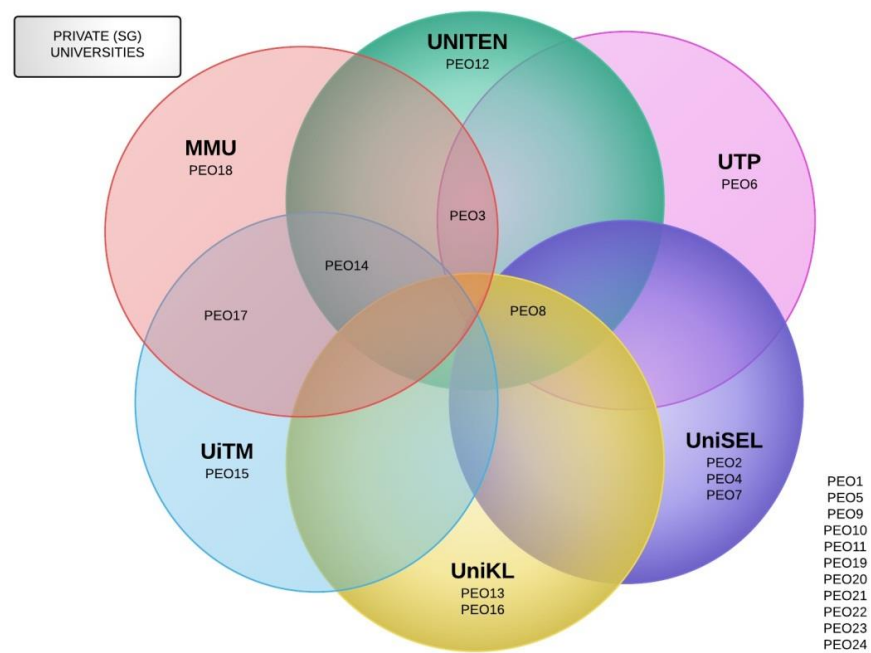 PRIVATE (SG)
UNIVERSITIES
UNITEN
PEO12
MMU
PEO18
UTP
PEO6
PEO3
PEO14
PEO17
PEO8
UiTM
PEO15
UniSEL
PEO2
PEO4
PEO7
UniKL
PEO13
PEO16
PEO1
PEO5
PEO9
PEO10
PEO11
PEO19
PEO20
PEO21
PEO22
PEO23
PEO24